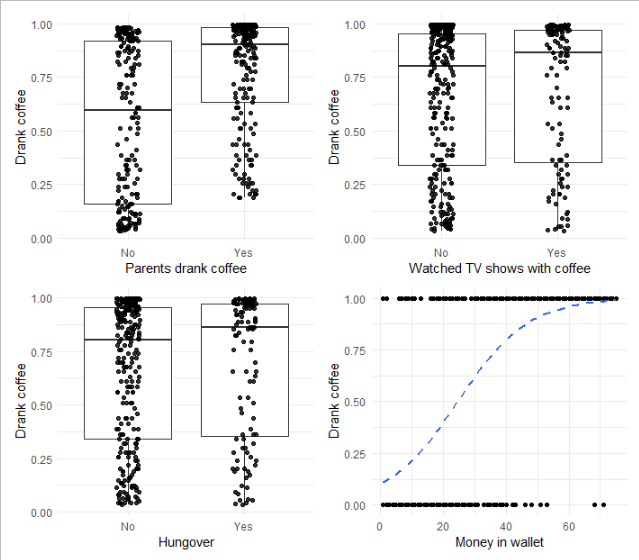 Drank coffee
1.00
0.75
0.50
0.25
0.00
No Yes
Parents drank coffee
Drank coffee
1.00
0.75
0.50
0.25
0.00
No Yes
Watched TV shows with coffee
Drank coffee
1.00
0.75
0.50
0.25
0.00
No Yes
Hungover
Drank coffee
1.00
0.75
0.50
0.25
0.00
0 20 40 60
Money in wallet